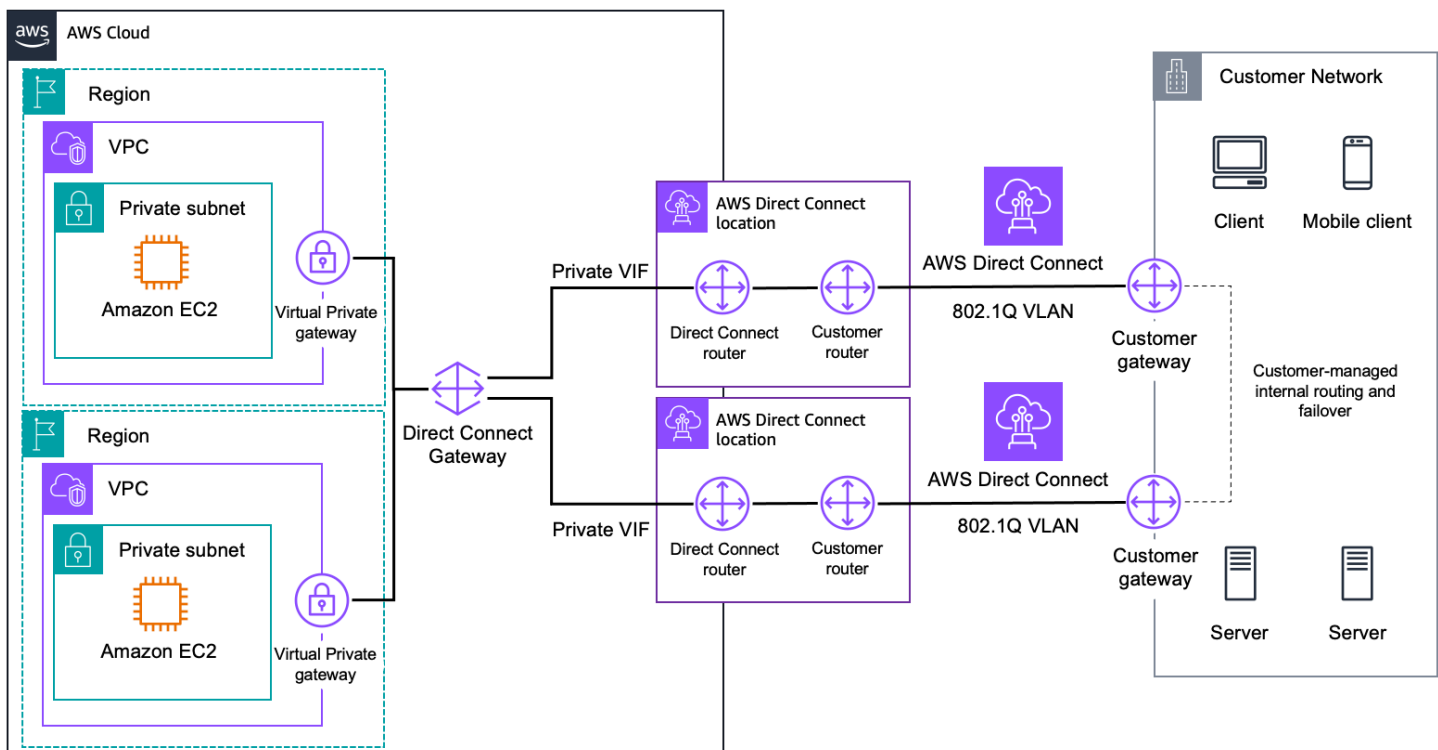 aws
AWS Cloud
Region
VPC
Private subnet
Amazon EC2
Virtual Private
gateway
Region
VPC
Private subnet
Amazon EC2
Virtual Private
gateway
Direct Connect
Gateway
Private VIF
Private VIF
AWS Direct Connect
location
Direct Connect
router
Customer
router
AWS Direct Connect
location
Direct Connect
router
Customer
router
AWS Direct Connect
802.1Q VLAN
AWS Direct Connect
802.1Q VLAN
Customer Network
Client
Mobile client
Customer
gateway
Customer-managed
internal routing and
failover
Customer
gateway
Server
Server